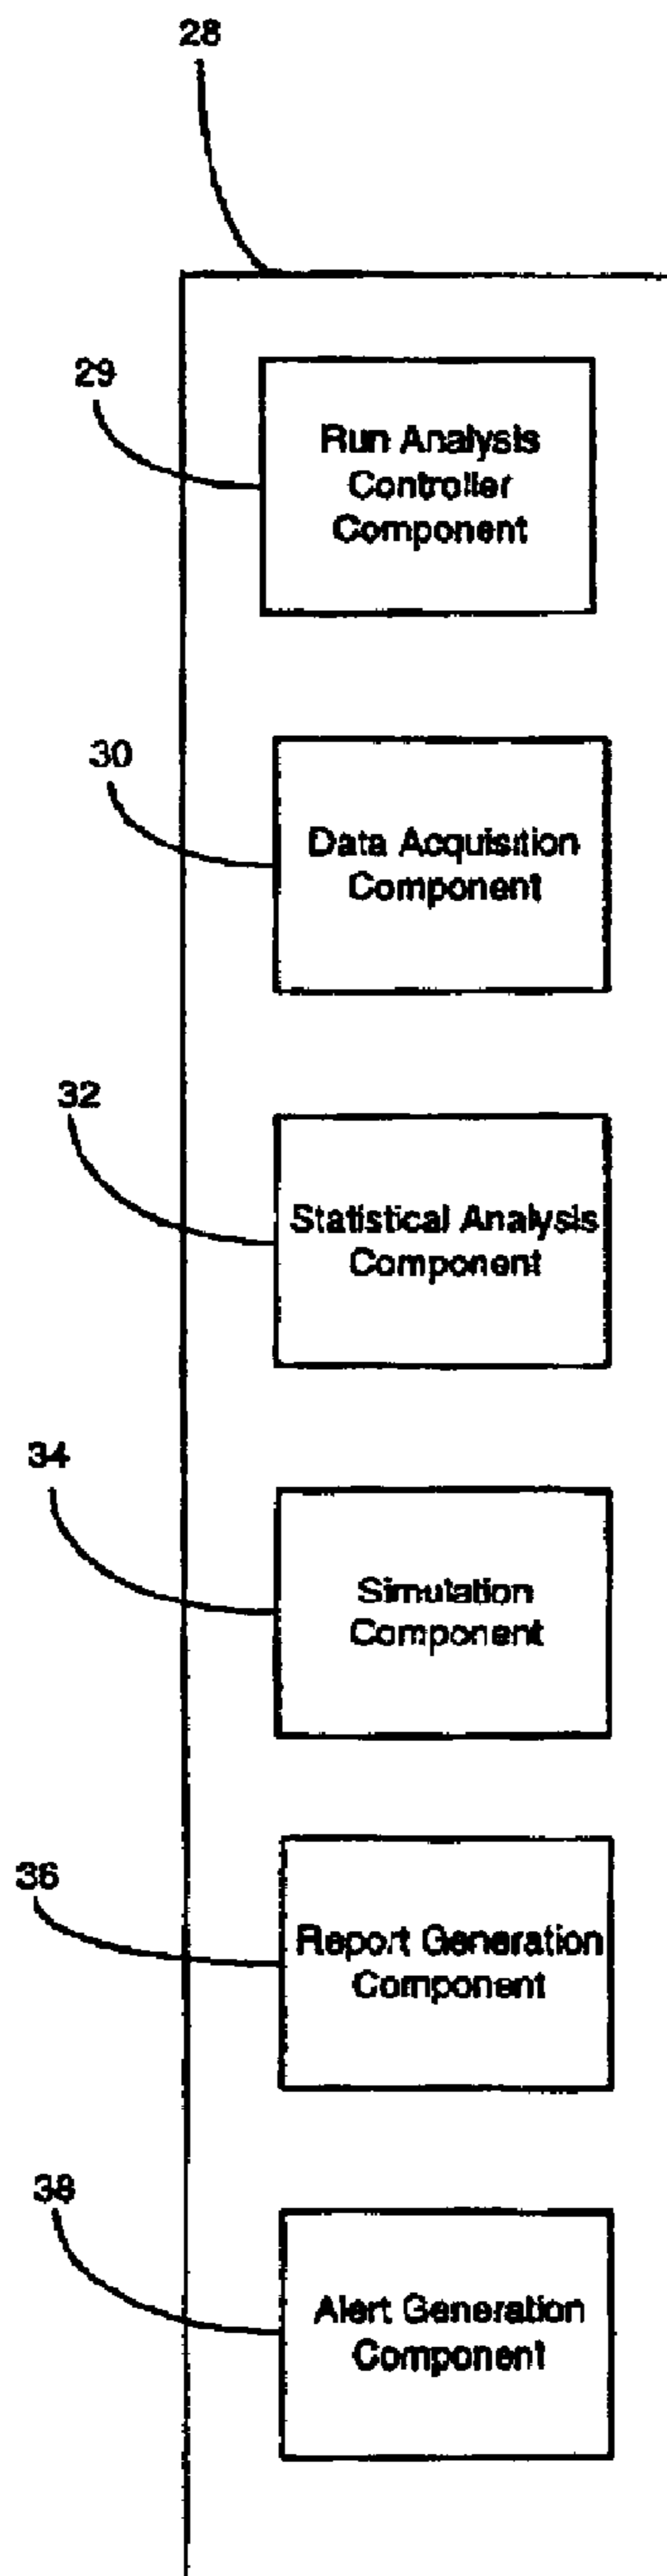 28
29
Run Analysis
Controller
Component
30
Data Acquisition
Component
32
Statistical Analysis
Component
34
Simulation
Component
36
Report Generation
Component
38
Alert Generation
Component